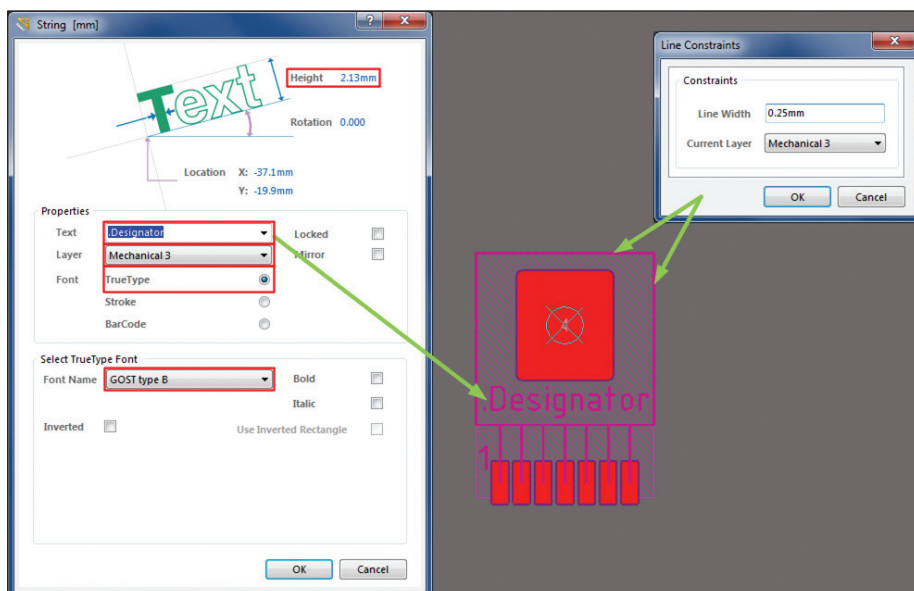 String [mm]
Text
Height 2.13mm
Rotation 0.000
Location X: -37.1mm
Y: -19.9mm
Properties
Text .Designator Locked
Layer Mechanical 3 Mirror
Font TrueType
Stroke
BarCode
Select TrueType Font
Font Name GOST type B Bold
Italic
Inverted Use Inverted Rectangle
OK Cancel
Line Constraints
Constraints
Line Width 0.25mm
Current Layer Mechanical 3
OK Cancel
4
.Designator
1